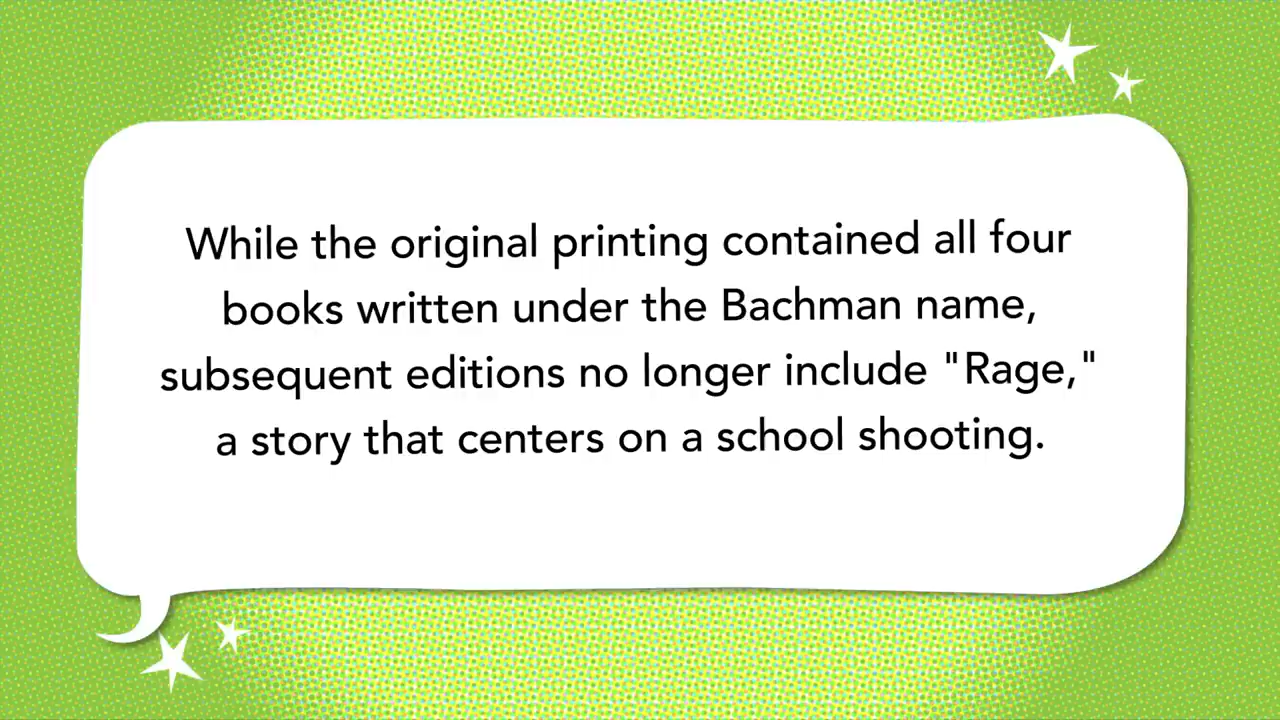 While the original printing contained all four
books written under the Bachman name,
subsequent editions no longer include "Rage,"
a story that centers on a school shooting.